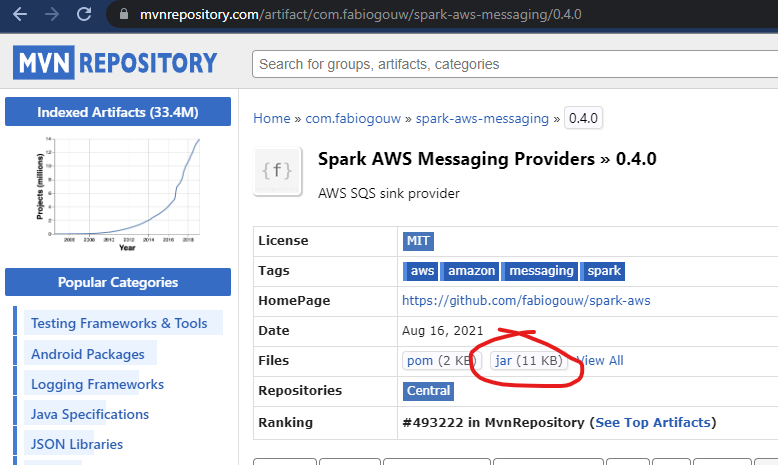 mvnrepository.com/artifact/com.fabiogouw/spark-aws-messaging/0.4.0
MVN REPOSITORY
Search for groups, artifacts, categories
Indexed Artifacts (33.4M)
Projects (millions)
14
12
10
8
6
4
2
0
2006 2008 2010 2012 2014 2016 2018
Year
Popular Categories
Testing Frameworks & Tools
Android Packages
Logging Frameworks
Java Specifications
JSON Libraries
Home » com.fabiogouw » spark-aws-messaging » 0.4.0
{f}
Spark AWS Messaging Providers » 0.4.0
AWS SQS sink provider
License MIT
Tags aws amazon messaging spark
HomePage https://github.com/fabiogouw/spark-aws
Date Aug 16, 2021
Files pom (2 KB) jar (11 KB) View All
Repositories Central
Ranking #493222 in MvnRepository (See Top Artifacts)